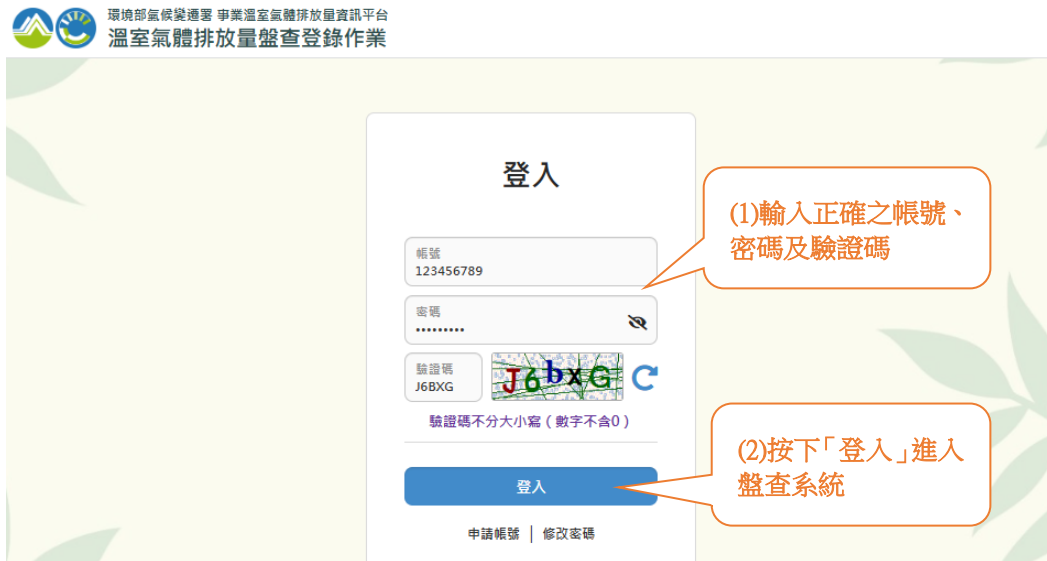 環境部氣候變遷署 事業溫室氣體排放量資訊平台
溫室氣體排放量盤查登錄作業
登入
(1)輸入正確之帳號、
密碼及驗證碼
帳號
123456789
密碼
•••••••••
驗證碼
J6BXG
J6bxG
驗證碼不分大小寫 ( 數字不含0 )
(2)按下「登入」進入
盤查系統
登入
申請帳號 | 修改密碼